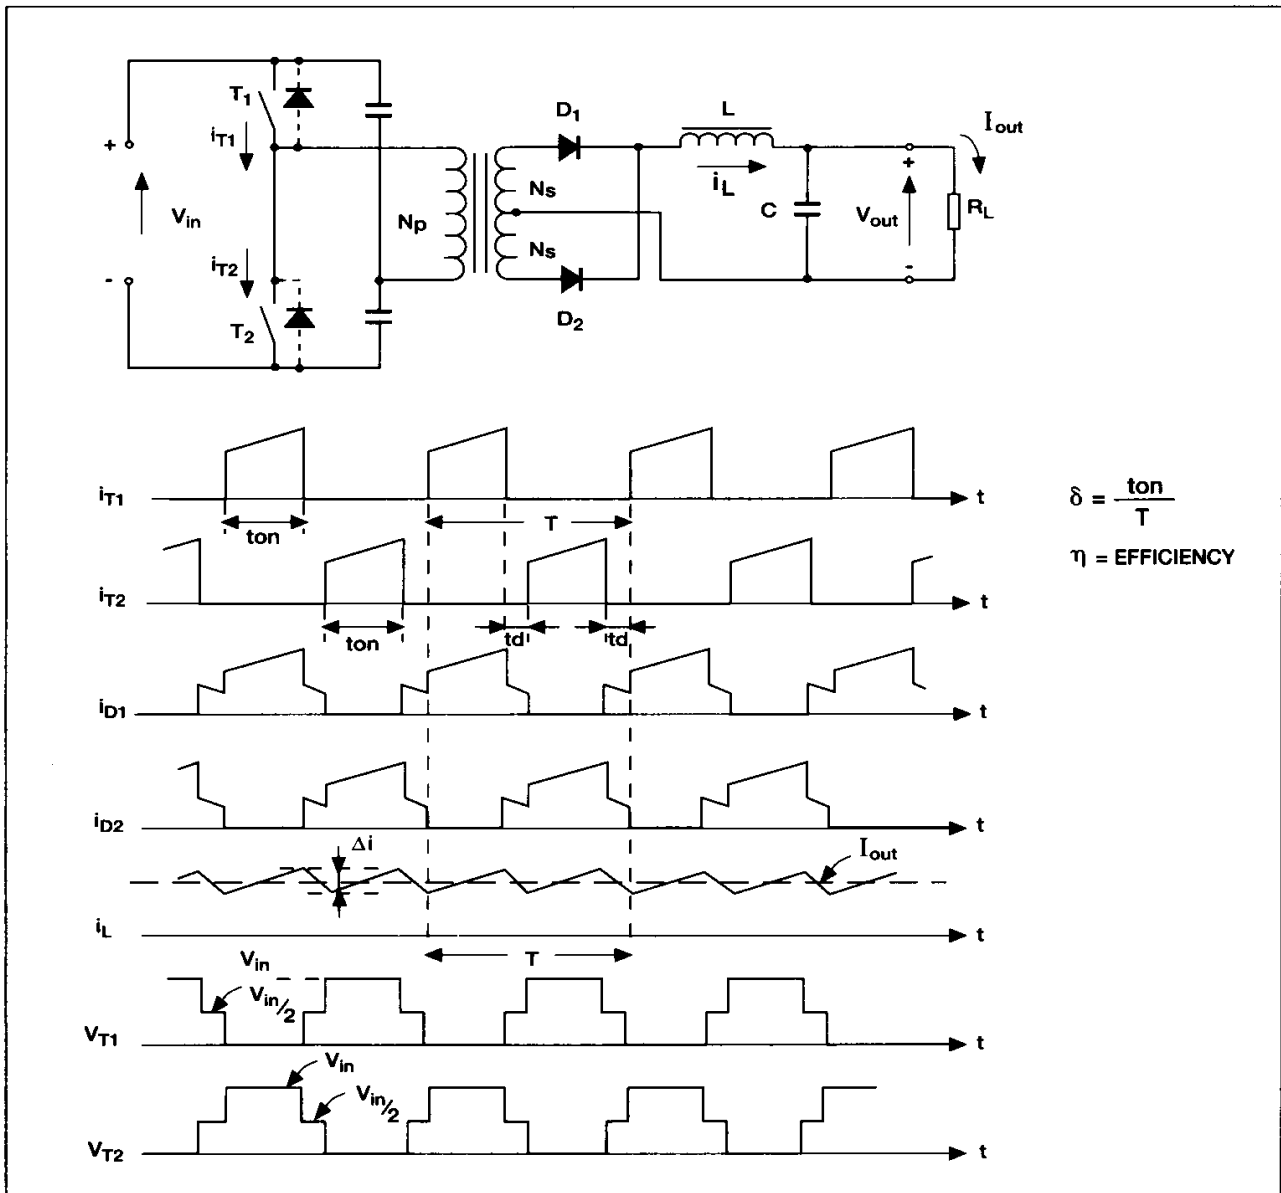 T1
iT1
+
Vin
-
iT2
T2
Np
Ns
Ns
D1
D2
L
iL
C
+
Vout
-
Iout
RL
iT1
t
ton
T
δ = ton
T
η = EFFICIENCY
iT2
t
ton
td
td
iD1
t
iD2
t
Δi
Iout
iL
t
T
Vin
Vin/2
VT1
t
Vin
Vin/2
VT2
t